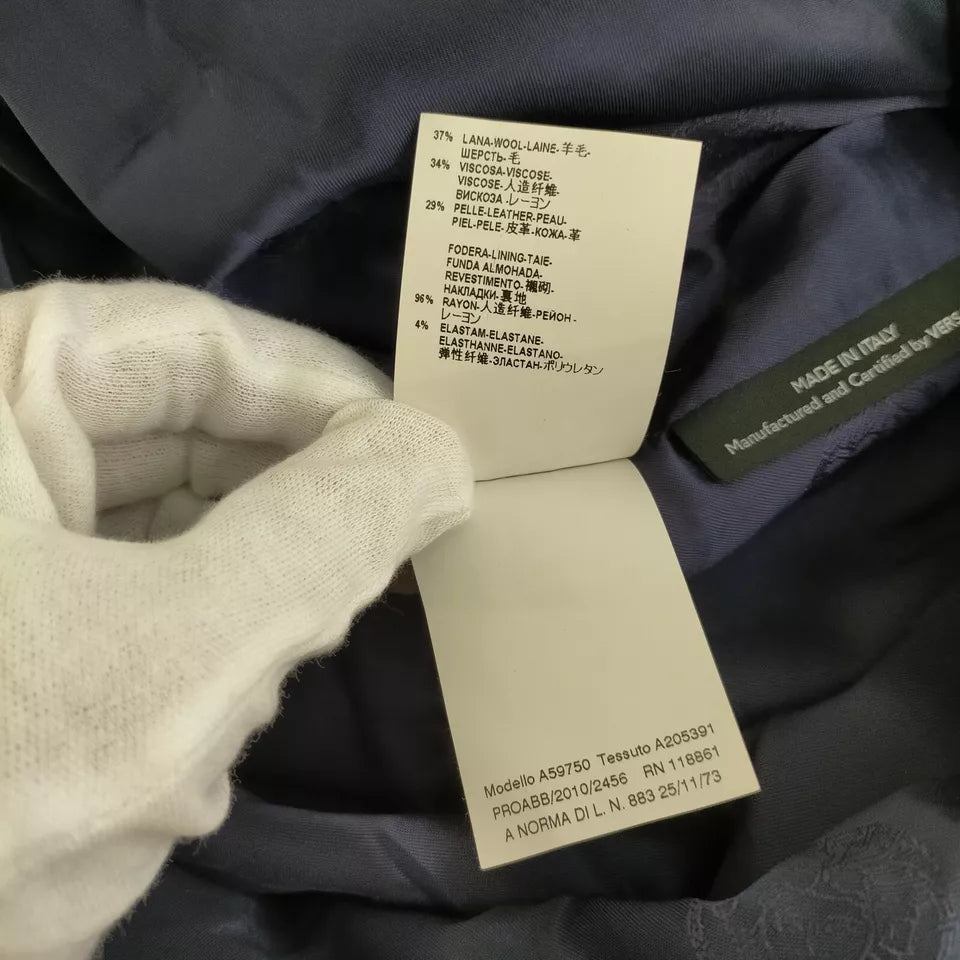 37% LANA-WOOL-LAINE-羊毛-
ШЕРСТЬ-毛
34% VISCOSA-VISCOSE-
VISCOSE-人造纤维-
ВИСКОЗА-レーヨン
29% PELLE-LEATHER-PEAU-
PIEL-PELE-皮革-КОЖА-革
FODERA-LINING-TAIE-
FUNDA ALMOHADA-
REVESTIMENTO-襯砌-
НАКЛАДКИ-裏地
96% RAYON-人造纤维-РЕЙОН-
レーヨン
4% ELASTAM-ELASTANE-
ELASTHANNE-ELASTANO-
弹性纤维-ЭЛАСТАН-ポリウレタン
MADE IN ITALY
Manufactured and Certified by VERS
Modello A59750 Tessuto A205391
PROABB/2010/2456 RN 118861
A NORMA DI L. N. 883 25/11/73